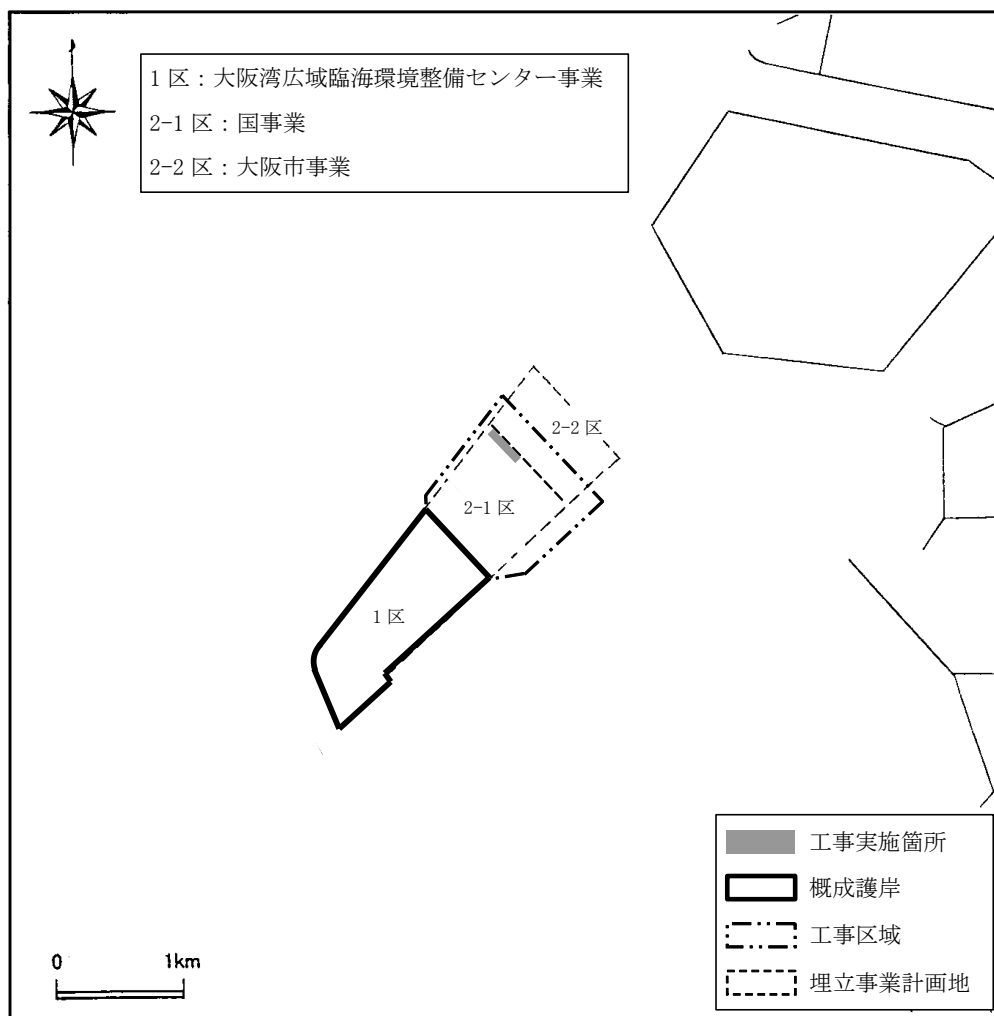 1 区：大阪湾広域臨海環境整備センター事業
2-1 区：国事業
2-2 区：大阪市事業
2-2 区
2-1 区
1 区
工事実施箇所
概成護岸
工事区域
埋立事業計画地
0 1km